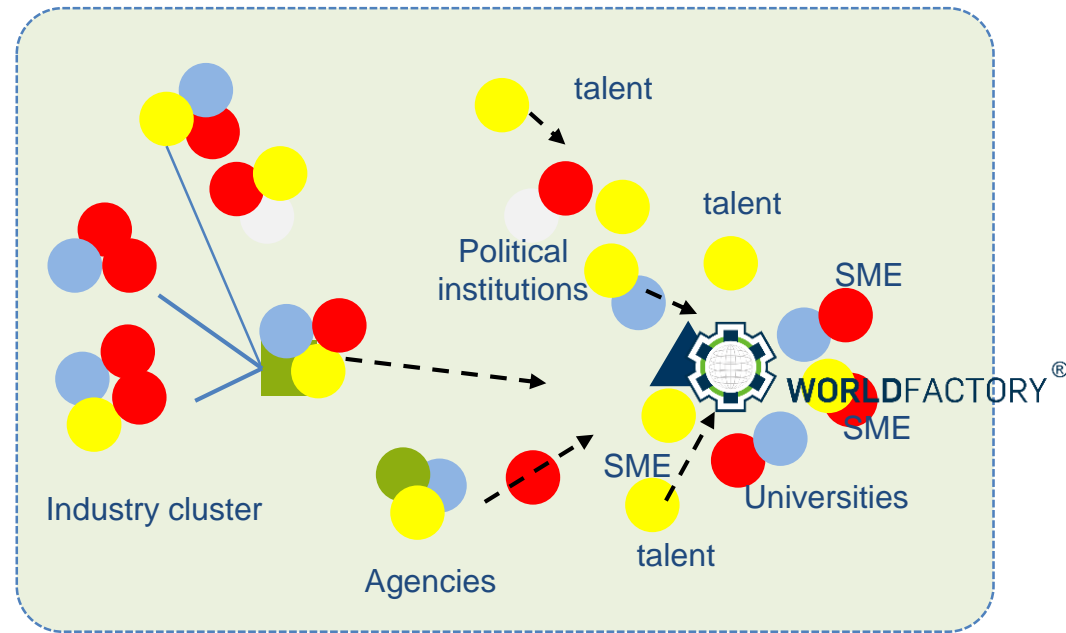 talent
talent
Political
institutions
SME
®
WORLDFACTORY
SME
SME
Universities
Industry cluster
talent
Agencies